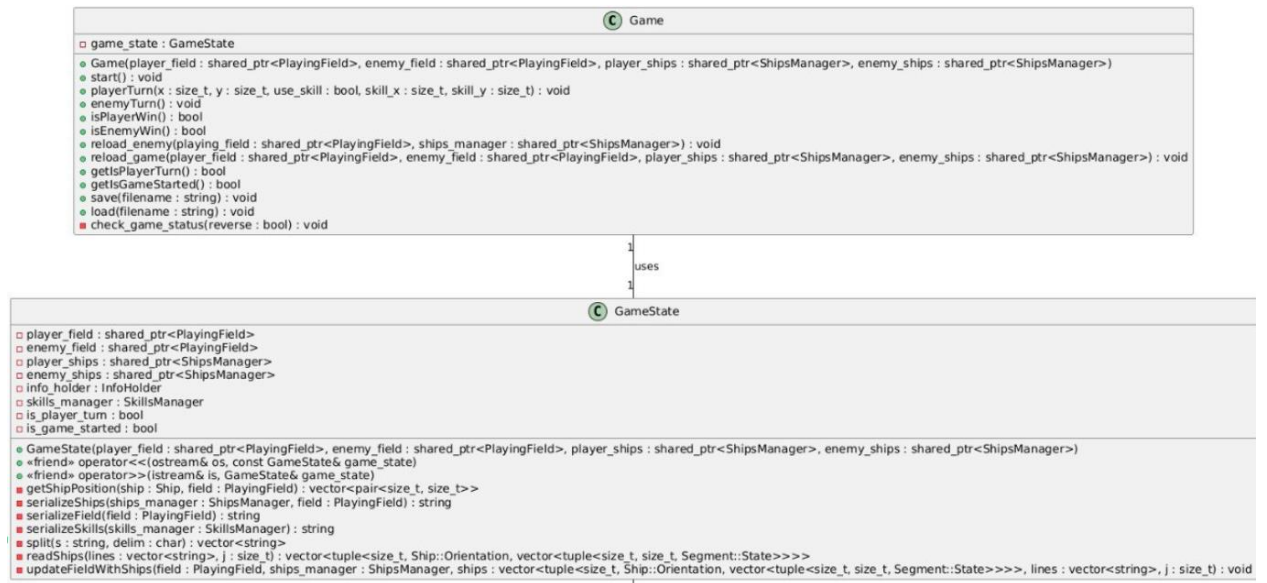 C Game
game_state : GameState
Game(player_field : shared_ptr<PlayingField>, enemy_field : shared_ptr<PlayingField>, player_ships : shared_ptr<ShipsManager>, enemy_ships : shared_ptr<ShipsManager>)
start() : void
playerTurn(x : size_t, y : size_t, use_skill : bool, skill_x : size_t, skill_y : size_t) : void
enemyTurn() : void
isPlayerWin() : bool
isEnemyWin() : bool
reload_enemy(playing_field : shared_ptr<PlayingField>, ships_manager : shared_ptr<ShipsManager>) : void
reload_game(player_field : shared_ptr<PlayingField>, enemy_field : shared_ptr<PlayingField>, player_ships : shared_ptr<ShipsManager>, enemy_ships : shared_ptr<ShipsManager>) : void
getIsPlayerTurn() : bool
getIsGameStarted() : bool
save(filename : string) : void
load(filename : string) : void
check_game_status(reverse : bool) : void
1
uses
1
C GameState
player_field : shared_ptr<PlayingField>
enemy_field : shared_ptr<PlayingField>
player_ships : shared_ptr<ShipsManager>
enemy_ships : shared_ptr<ShipsManager>
info_holder : InfoHolder
skills_manager : SkillsManager
is_player_turn : bool
is_game_started : bool
GameState(player_field : shared_ptr<PlayingField>, enemy_field : shared_ptr<PlayingField>, player_ships : shared_ptr<ShipsManager>, enemy_ships : shared_ptr<ShipsManager>)
«friend» operator<<(ostream& os, const GameState& game_state)
«friend» operator>>(istream& is, GameState& game_state)
getShipPosition(ship : Ship, field : PlayingField) : vector<pair<size_t, size_t>>
serializeShips(ships_manager : ShipsManager, field : PlayingField) : string
serializeField(field : PlayingField) : string
serializeSkills(skills_manager : SkillsManager) : string
split(s : string, delim : char) : vector<string>
readShips(lines : vector<string>, j : size_t) : vector<tuple<size_t, Ship::Orientation, vector<tuple<size_t, size_t, Segment::State>>>>
updateFieldWithShips(field : PlayingField, ships_manager : ShipsManager, ships : vector<tuple<size_t, Ship::Orientation, vector<tuple<size_t, size_t, Segment::State>>>>, lines : vector<string>, j : size_t) : void